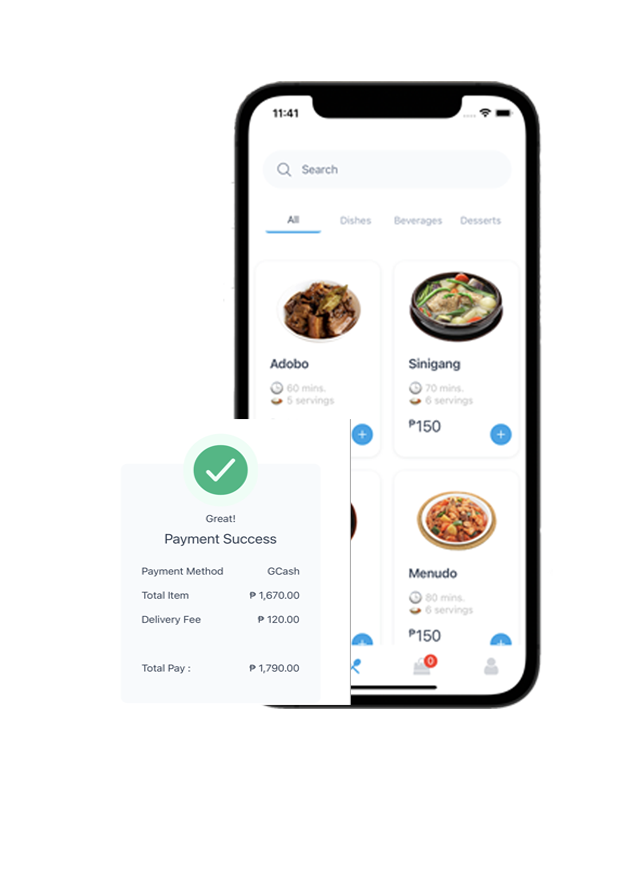 11:41
Search
All Dishes Beverages Desserts
Adobo
60 mins.
5 servings
Sinigang
70 mins.
6 servings
₱150
Great!
Payment Success
Payment Method GCash
Total Item ₱ 1,670.00
Delivery Fee ₱ 120.00
Total Pay : ₱ 1,790.00
Menudo
80 mins.
6 servings
₱150
0